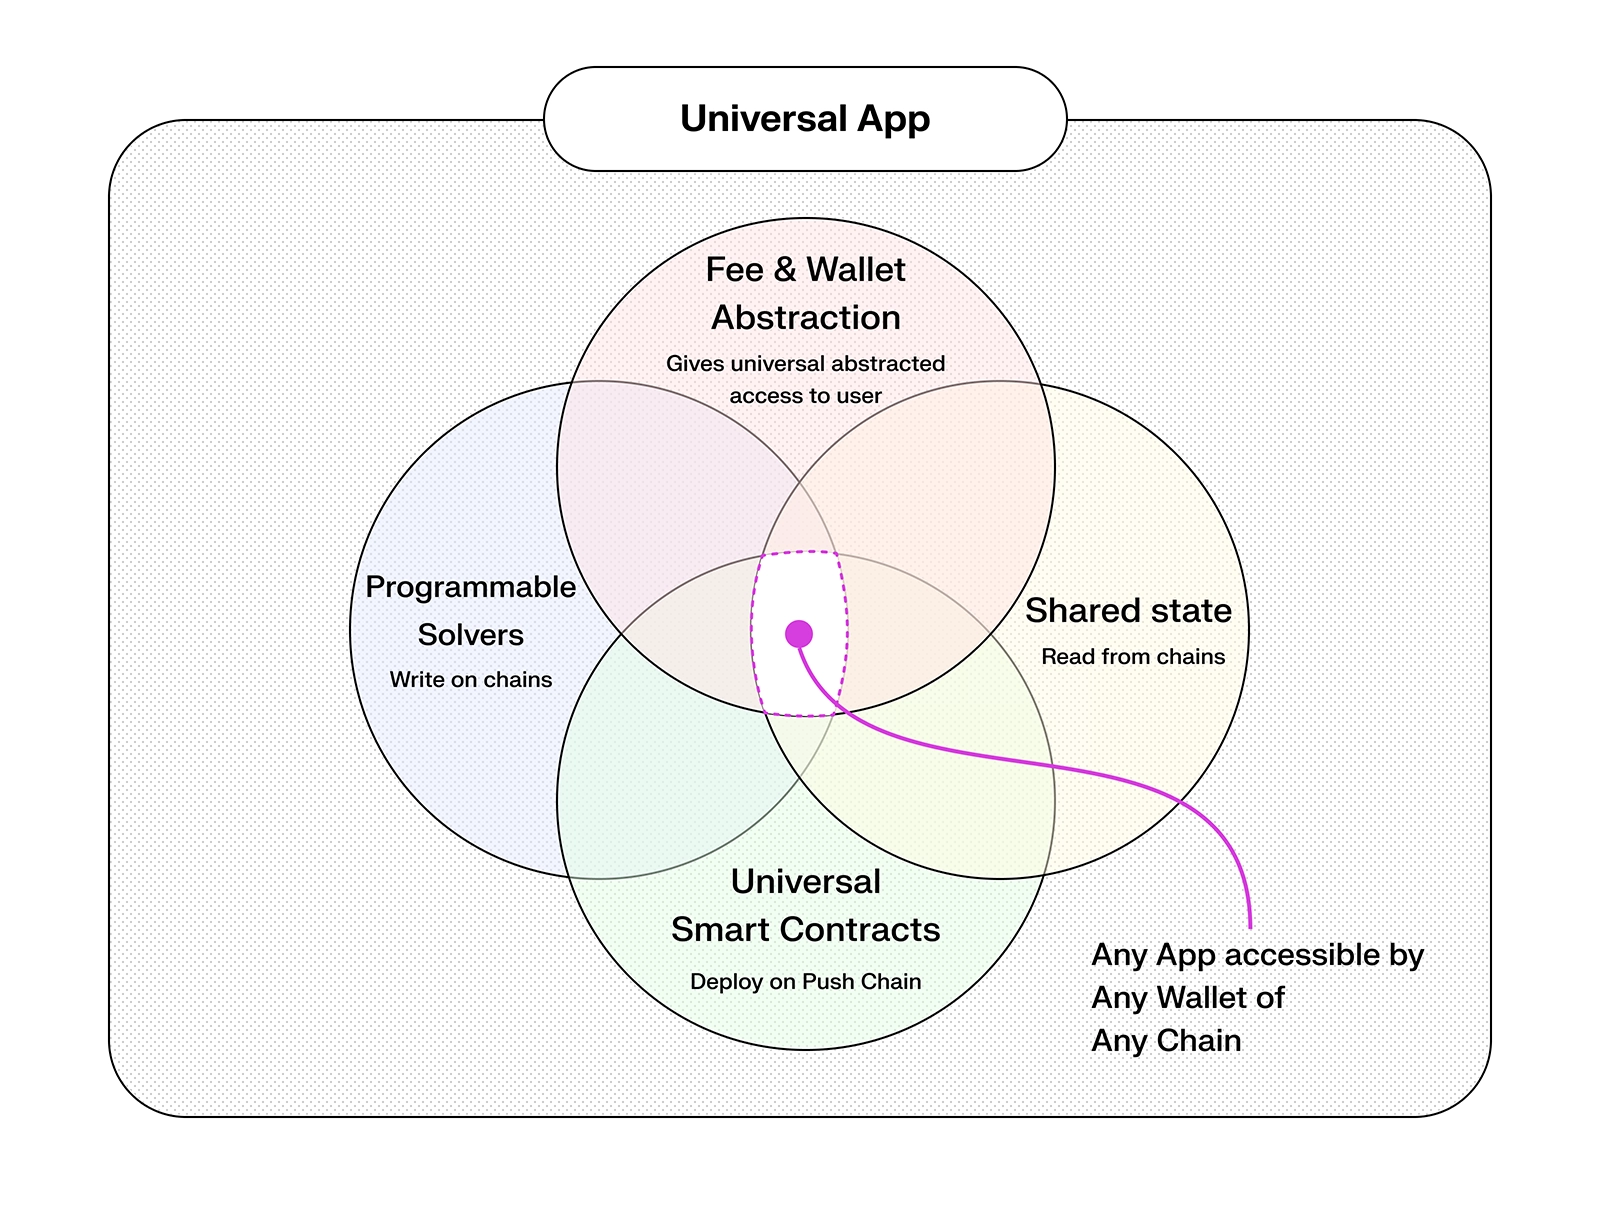 Universal App
Fee & Wallet
Abstraction
Gives universal abstracted
access to user
Programmable
Solvers
Write on chains
Shared state
Read from chains
Universal
Smart Contracts
Deploy on Push Chain
Any App accessible by
Any Wallet of
Any Chain